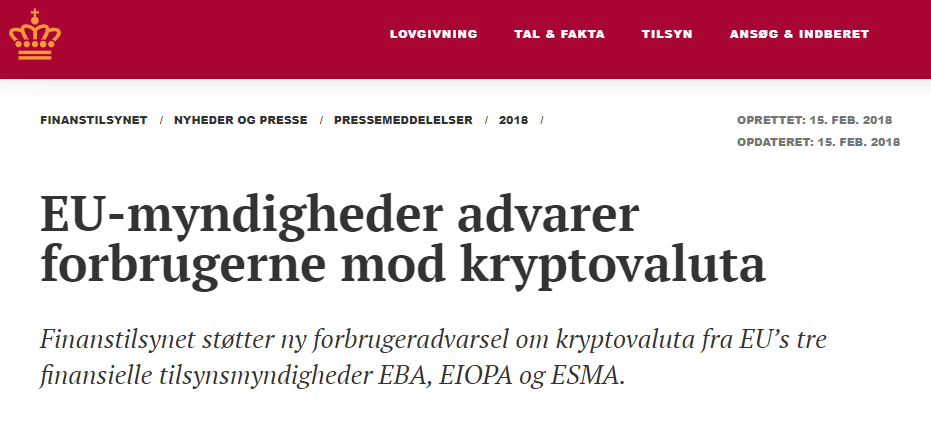 LOVGIVNING TAL & FAKTA TILSYN ANSØG & INDBERET
FINANSTILSYNET / NYHEDER OG PRESSE / PRESSEMEDDELELSER / 2018 /
OPRETTET: 15. FEB. 2018
OPDATERET: 15. FEB. 2018
EU-myndigheder advarer
forbrugerne mod kryptovaluta
Finanstilsynet støtter ny forbrugeradvarsel om kryptovaluta fra EU’s tre
finansielle tilsynsmyndigheder EBA, EIOPA og ESMA.